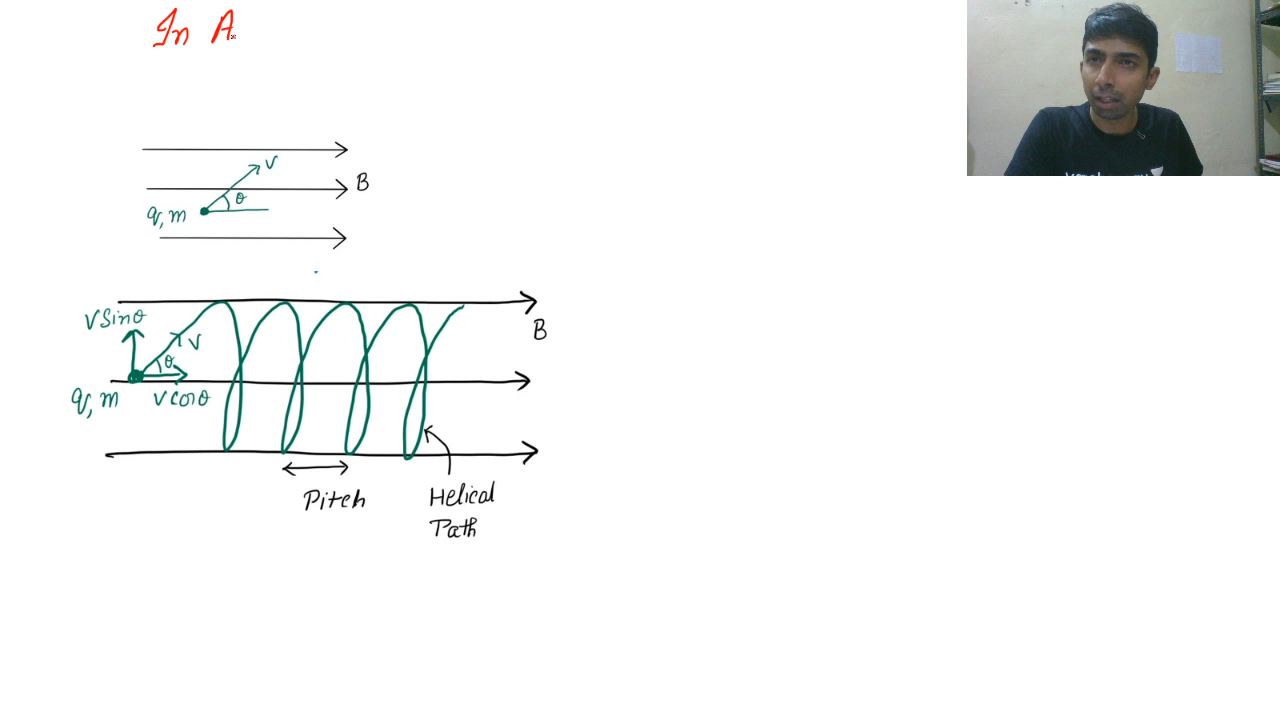 In A
v
θ
B
q, m
v sinθ
v
θ
B
q, m
v cosθ
Pitch
Helical
Path